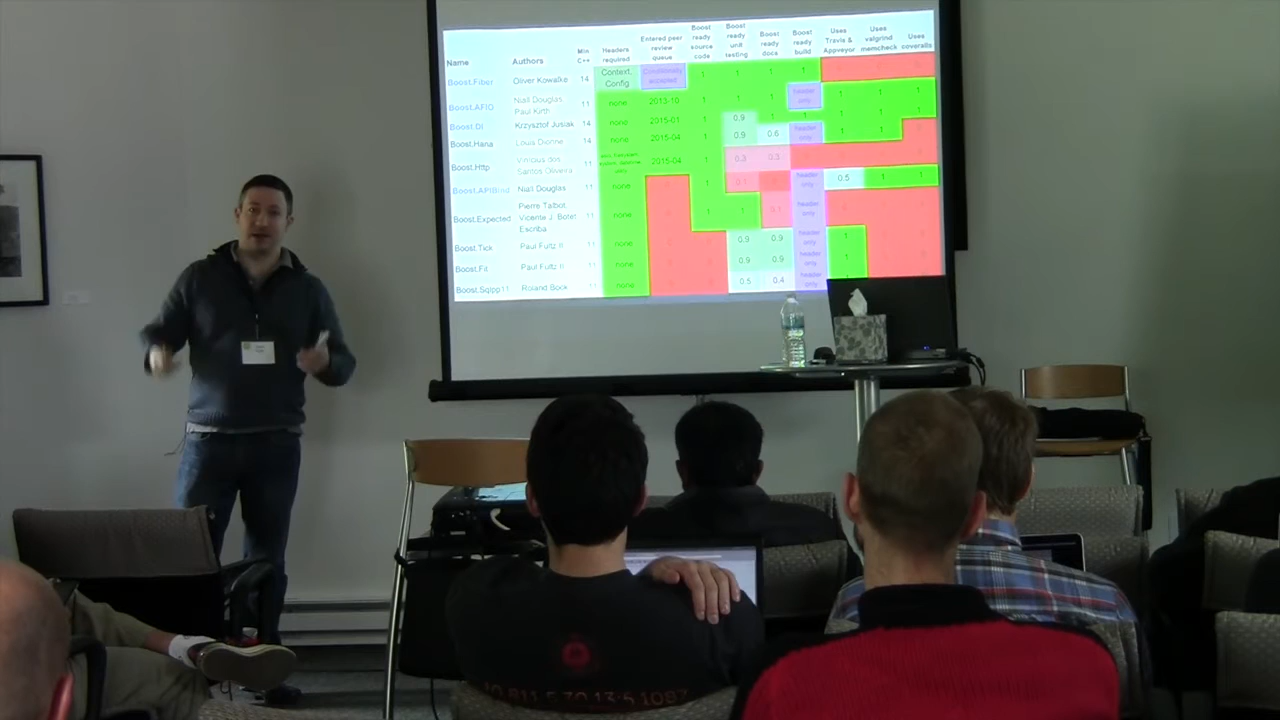 Name Authors Min C++ Headers required Entered peer review queue Boost ready source code Boost ready unit testing Boost ready docs Boost ready build Uses Travis & Appveyor Uses valgrind memcheck Uses coveralls
Boost.Fiber Oliver Kowalke 14 Context, Config Conditionally accepted 1 1 1 1
Boost.AFIO Niall Douglas Paul Kirth 11 none 2013-10 1 1 1 header only 1 1 1
Boost.DI Krzysztof Jusiak 14 none 2015-01 1 0.9 1 1 1 1 1
Boost.Hana Louis Dionne 14 none 2015-04 1 0.9 0.6 header only 1 1
Boost.Http Vinícius dos Santos Oliveira 11 2015-04 1 0.3 0.3
Boost.APIBind Niall Douglas 11 none 1 header only 0.5 1 1
Boost.Expected Pierre Talbot, Vicente J. Botet Escriba 11 none 1 1 header only
Boost.Tick Paul Fultz II 11 none 0.9 0.9 header only 1
Boost.Fit Paul Fultz II 11 none 0.9 0.9 header only 1
Boost.Sqlpp11 Roland Bock 11 none 0.5 0.4 header only 1